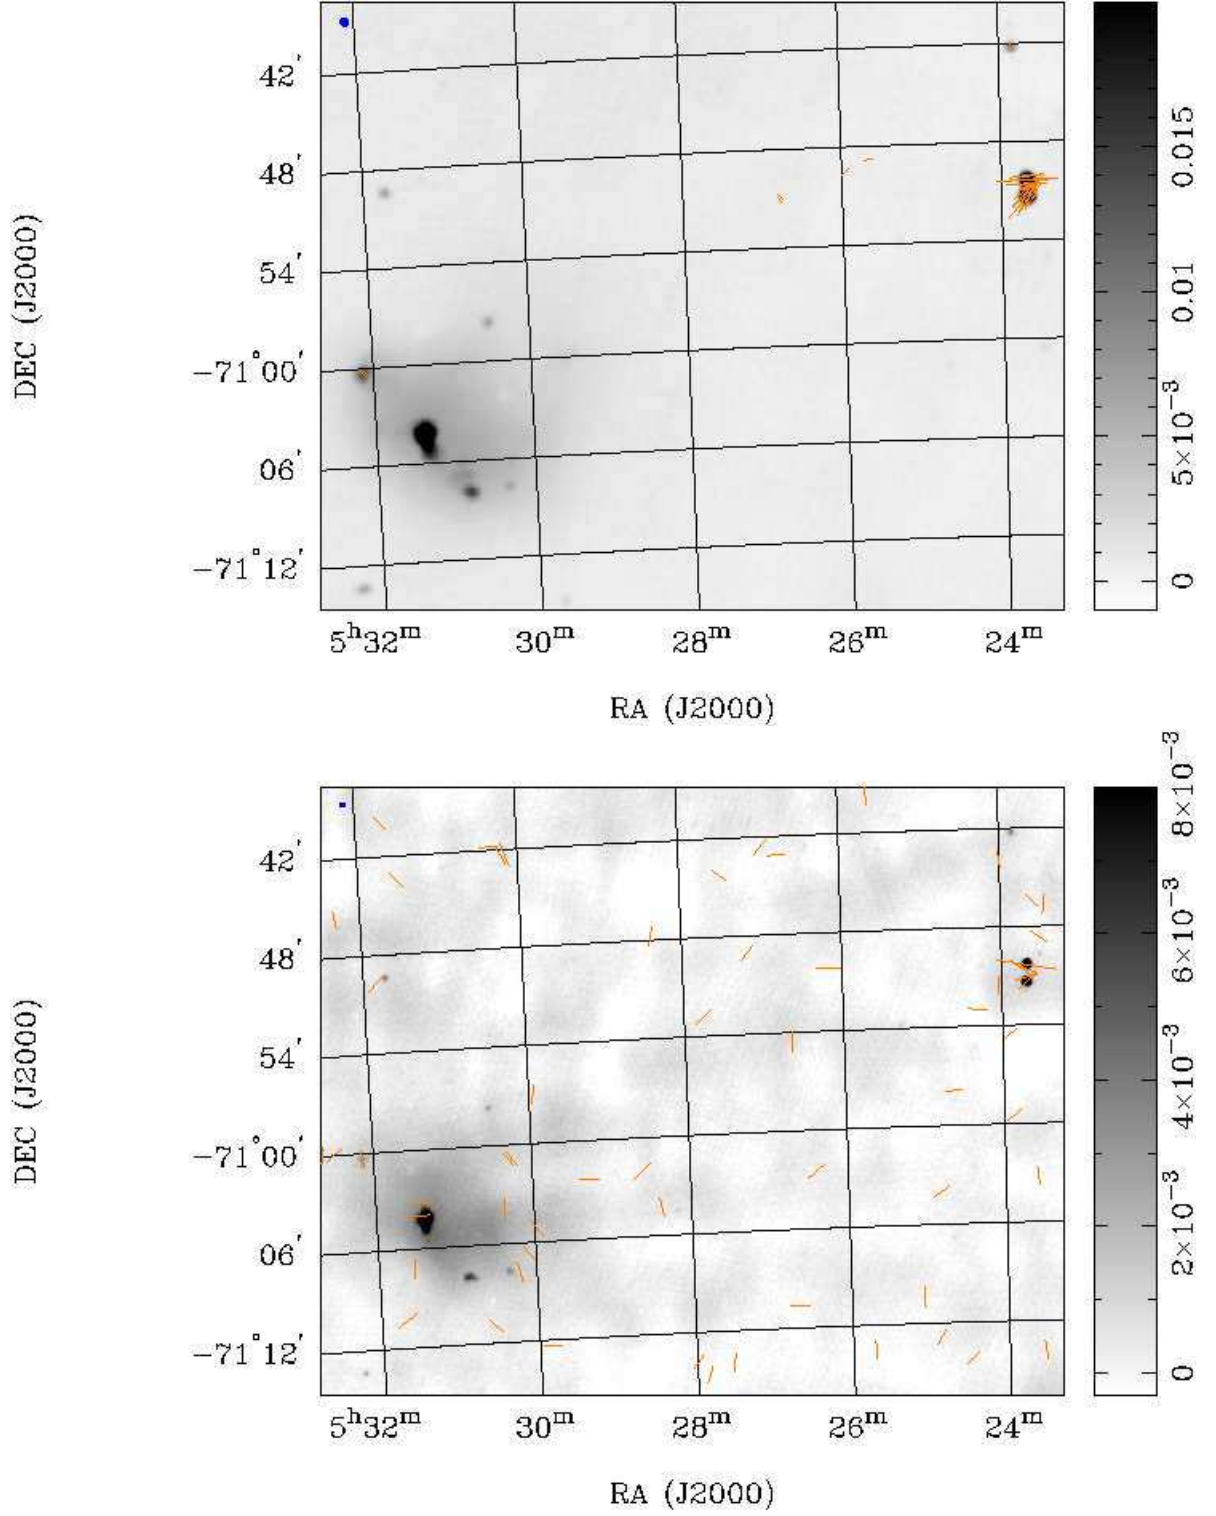 42'
48'
54'
−71°00'
06'
−71°12'
DEC (J2000)
5ʰ32ᵐ 30ᵐ 28ᵐ 26ᵐ 24ᵐ
RA (J2000)
0 5×10⁻³ 0.01 0.015
42'
48'
54'
−71°00'
06'
−71°12'
DEC (J2000)
5ʰ32ᵐ 30ᵐ 28ᵐ 26ᵐ 24ᵐ
RA (J2000)
0 2×10⁻³ 4×10⁻³ 6×10⁻³ 8×10⁻³